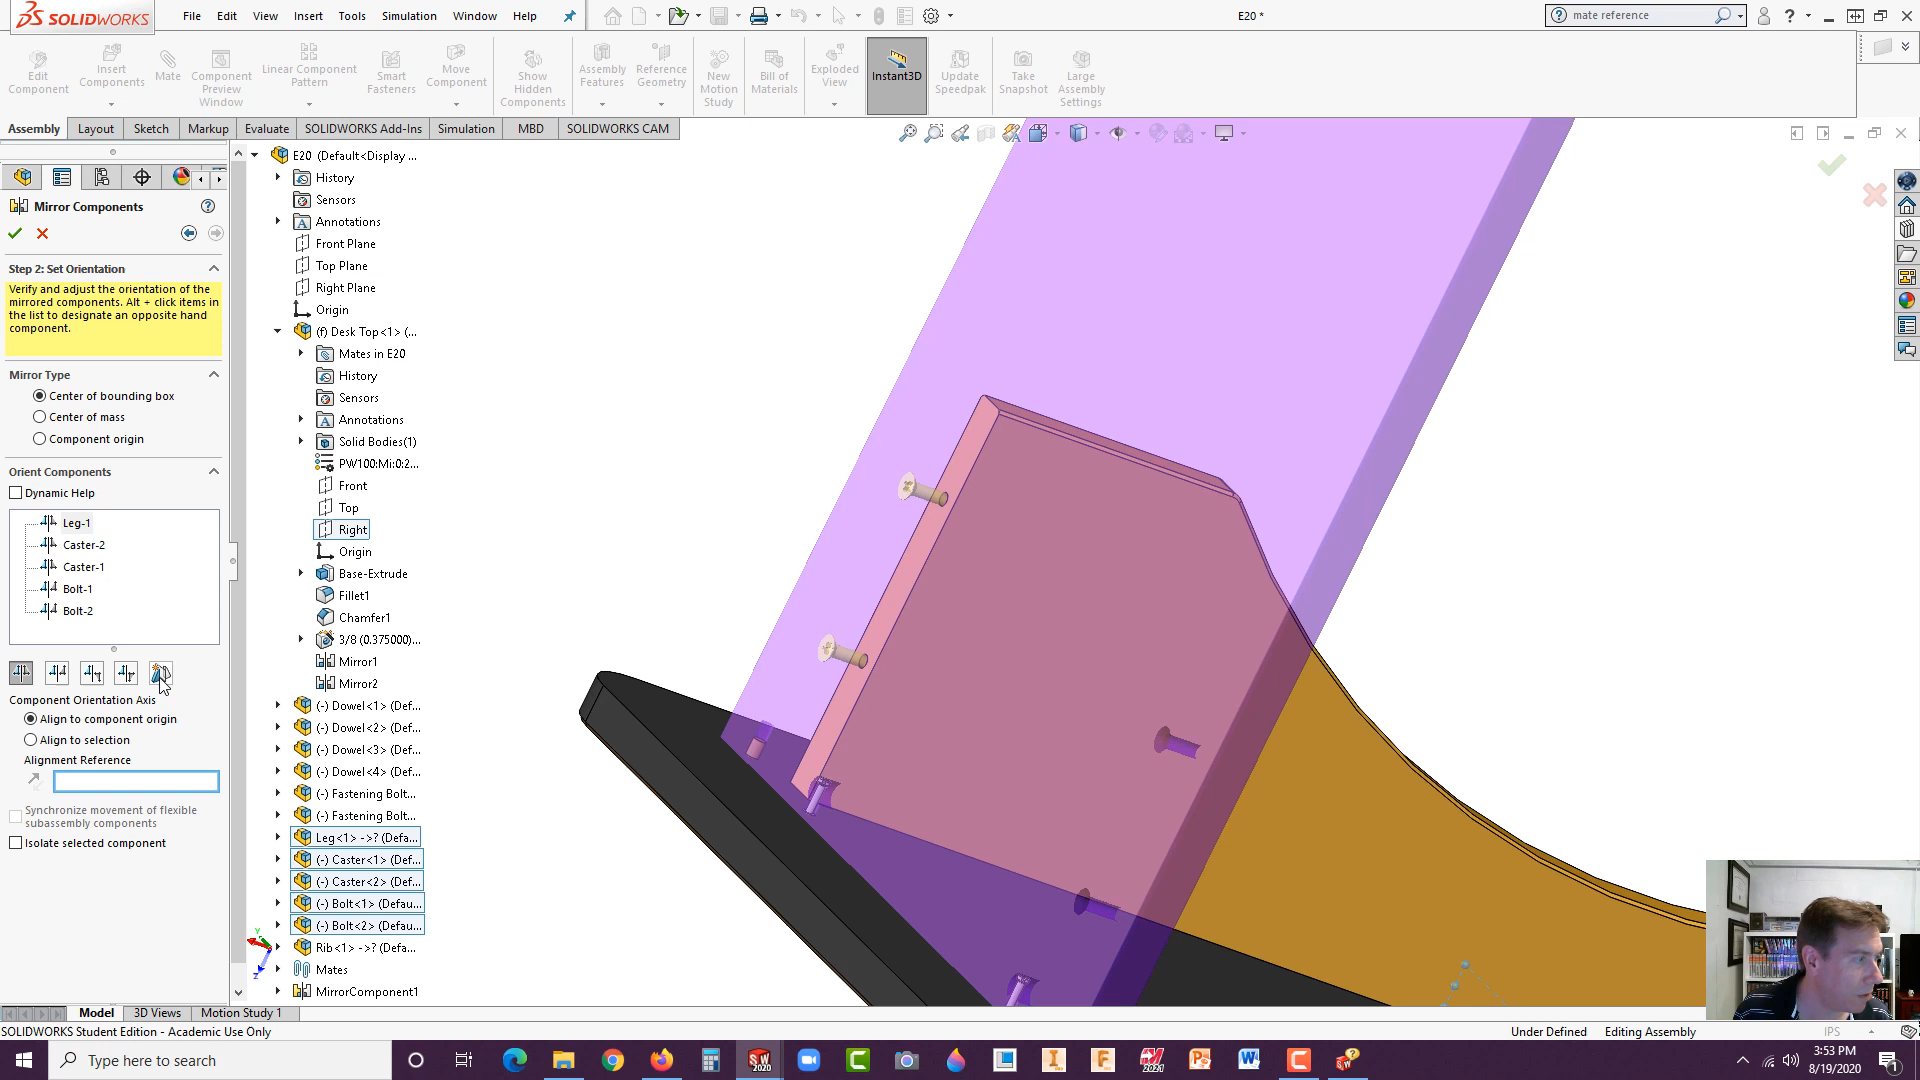 SOLIDWORKS
File Edit View Insert Tools Simulation Window Help
E20 *
mate reference
Edit Component
Insert Components
Mate
Component Preview Window
Linear Component Pattern
Smart Fasteners
Move Component
Show Hidden Components
Assembly Features
Reference Geometry
New Motion Study
Bill of Materials
Exploded View
Instant3D
Update Speedpak
Take Snapshot
Large Assembly Settings
Assembly Layout Sketch Markup Evaluate SOLIDWORKS Add-Ins Simulation MBD SOLIDWORKS CAM
Mirror Components
Step 2: Set Orientation
Verify and adjust the orientation of the
mirrored components. Alt + click items in
the list to designate an opposite hand
component.
Mirror Type
Center of bounding box
Center of mass
Component origin
Orient Components
Dynamic Help
Leg-1
Caster-2
Caster-1
Bolt-1
Bolt-2
Component Orientation Axis
Align to component origin
Align to selection
Alignment Reference
Synchronize movement of flexible
subassembly components
Isolate selected component
E20 (Default<Display ...
History
Sensors
Annotations
Front Plane
Top Plane
Right Plane
Origin
(f) Desk Top<1> (...
Mates in E20
History
Sensors
Annotations
Solid Bodies(1)
PW100:Mi:0:2...
Front
Top
Right
Origin
Base-Extrude
Fillet1
Chamfer1
3/8 (0.375000)...
Mirror1
Mirror2
(-) Dowel<1> (Def...
(-) Dowel<2> (Def...
(-) Dowel<3> (Def...
(-) Dowel<4> (Def...
(-) Fastening Bolt...
(-) Fastening Bolt...
Leg<1> ->? (Defa...
(-) Caster<1> (Def...
(-) Caster<2> (Def...
(-) Bolt<1> (Defau...
(-) Bolt<2> (Defau...
Rib<1> ->? (Defa...
Mates
MirrorComponent1
Y
Z
Model 3D Views Motion Study 1
SOLIDWORKS Student Edition - Academic Use Only
Under Defined Editing Assembly IPS
Type here to search
SW 2020
2021
3:53 PM
8/19/2020
1